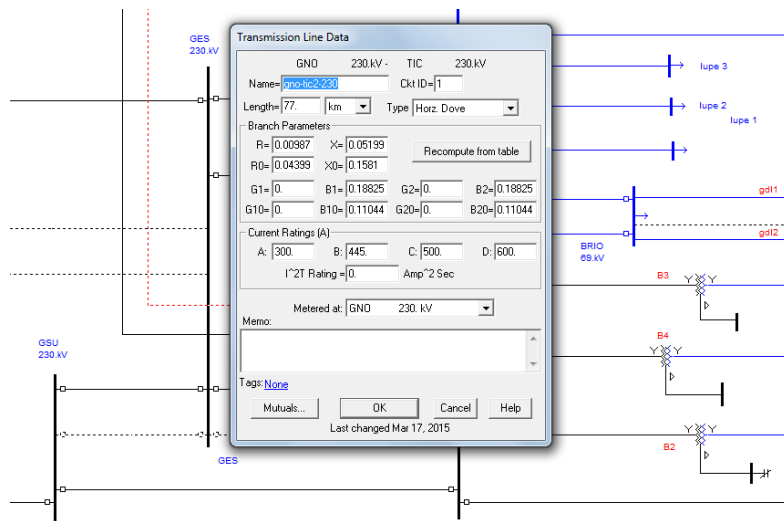 GES
230.kV
Transmission Line Data
GNO 230.kV - TIC 230.kV
Name= gno-tic2-230 Ckt ID= 1
Length= 77. km Type Horz. Dove
Branch Parameters
R= 0.00987 X= 0.05199
Recompute from table
R0= 0.04399 X0= 0.1581
G1= 0. B1= 0.18825 G2= 0. B2= 0.18825
G10= 0. B10= 0.11044 G20= 0. B20= 0.11044
Current Ratings (A)
A: 300. B: 445. C: 500. D: 600.
I^2T Rating = 0. Amp^2 Sec
Metered at: GNO 230. kV
Memo:
Tags: None
Mutuals... OK Cancel Help
Last changed Mar 17, 2015
GSU
230.kV
GES
lupe 3
lupe 2
lupe 1
gdl1
gdl2
BRIO
69.kV
B3
B4
B2